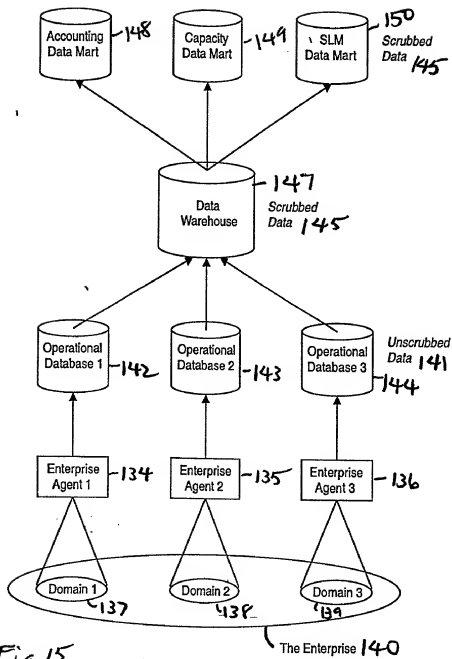 Accounting
Data Mart
148
Capacity
Data Mart
149
SLM
Data Mart
150
Scrubbed
Data 145
Data
Warehouse
147
Scrubbed
Data 145
Operational
Database 1
142
Operational
Database 2
143
Operational
Database 3
144
Unscrubbed
Data 141
Enterprise
Agent 1
134
Enterprise
Agent 2
135
Enterprise
Agent 3
136
Domain 1
137
Domain 2
138
Domain 3
139
The Enterprise 140
Fig. 15